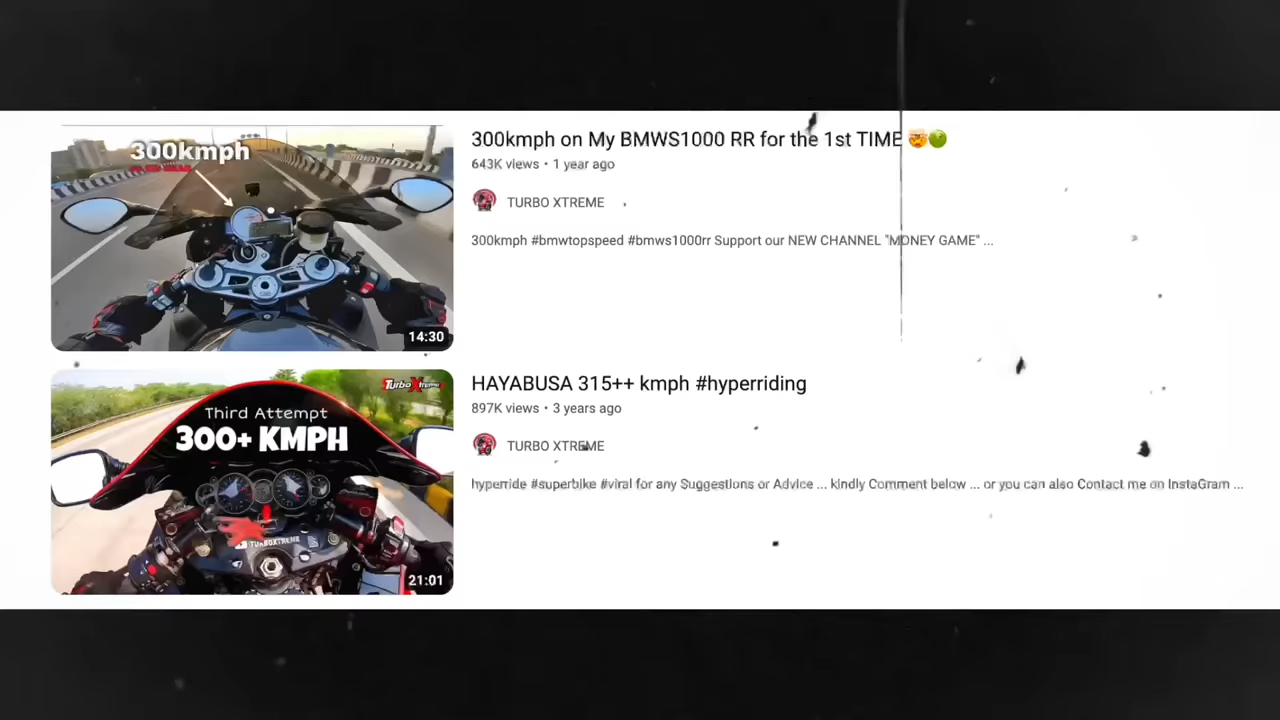 300kmph
300kmph on My BMWS1000 RR for the 1st TIME 🤯🤢
643K views • 1 year ago
TURBO XTREME
300kmph #bmwtopspeed #bmws1000rr Support our NEW CHANNEL "MONEY GAME" ...
14:30
Turbo Xtreme
Third Attempt
300+ KMPH
TURBOXTREME
21:01
HAYABUSA 315++ kmph #hyperriding
897K views • 3 years ago
TURBO XTREME
hyperride #superbike #viral for any Suggestions or Advice ... kindly Comment below ... or you can also Contact me on InstaGram ...